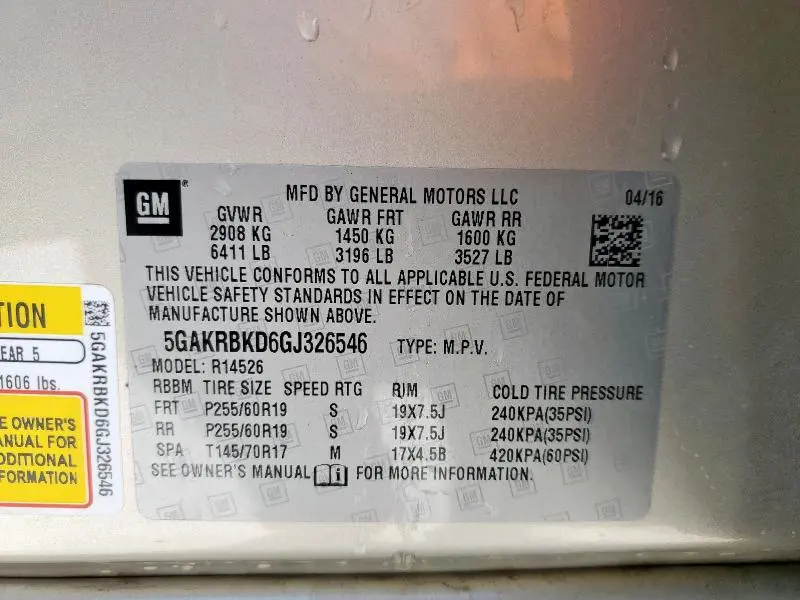 GM
MFD BY GENERAL MOTORS LLC
04/16
GVWR GAWR FRT GAWR RR
2908 KG 1450 KG 1600 KG
6411 LB 3196 LB 3527 LB
THIS VEHICLE CONFORMS TO ALL APPLICABLE U.S. FEDERAL MOTOR
VEHICLE SAFETY STANDARDS IN EFFECT ON THE DATE OF
MANUFACTURE SHOWN ABOVE.
5GAKRBKD6GJ326546 TYPE: M.P.V.
MODEL: R14526
RBBM TIRE SIZE SPEED RTG RJM COLD TIRE PRESSURE
FRT P255/60R19 S 19X7.5J 240KPA(35PSI)
RR P255/60R19 S 19X7.5J 240KPA(35PSI)
SPA T145/70R17 M 17X4.5B 420KPA(60PSI)
SEE OWNER'S MANUAL i FOR MORE INFORMATION.
TION
EAR 5
1606 lbs.
E OWNER'S
ANUAL FOR
DDITIONAL
FORMATION
5GAKRBKD6GJ326546